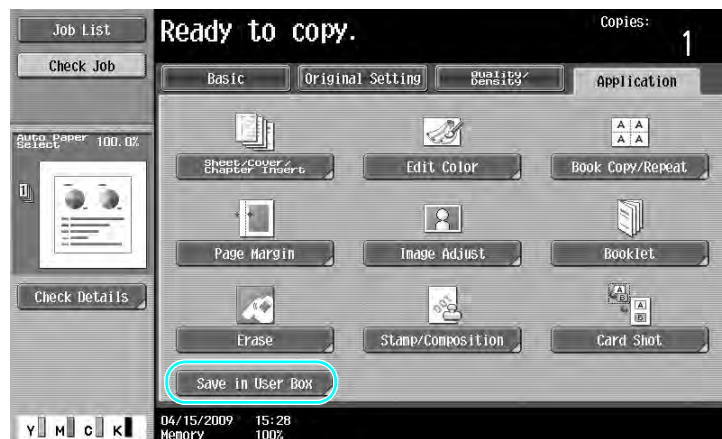 Job List
Ready to copy.
Copies:
1
Check Job
Basic
Original Setting
Quality/
Density
Application
Auto Paper
Select
100.0%
1
Sheet/Cover/
Chapter Insert
Edit Color
Book Copy/Repeat
Page Margin
Image Adjust
Booklet
Check Details
Erase
Stamp/Composition
Card Shot
Save in User Box
Y M C K
04/15/2009 15:28
Memory 100%